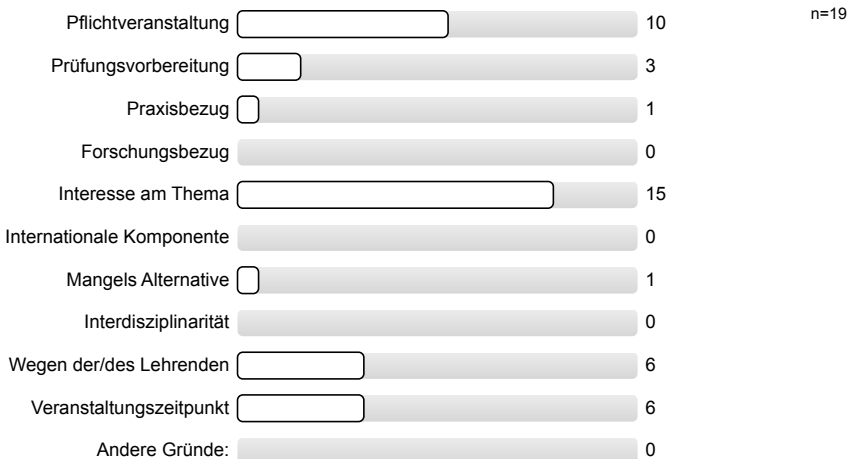 Pflichtveranstaltung 10 n=19
Prüfungsvorbereitung 3
Praxisbezug 1
Forschungsbezug 0
Interesse am Thema 15
Internationale Komponente 0
Mangels Alternative 1
Interdisziplinarität 0
Wegen der/des Lehrenden 6
Veranstaltungszeitpunkt 6
Andere Gründe: 0